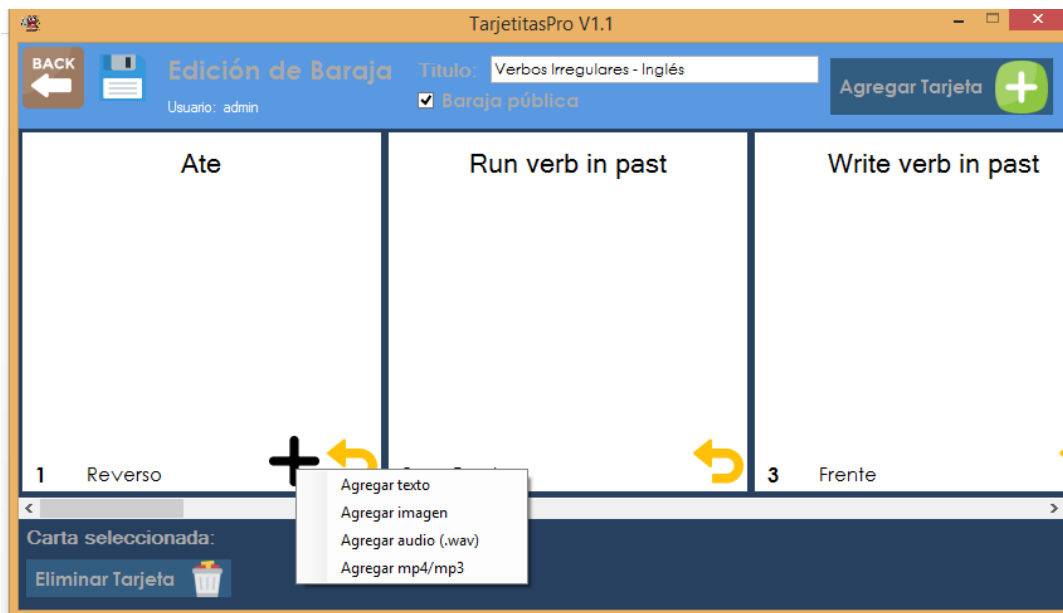 TarjetitasPro V1.1
BACK
Edición de Baraja
Usuario: admin
Titulo: Verbos Irregulares - Inglés
Baraja pública
Agregar Tarjeta
Ate
Run verb in past
Write verb in past
1 Reverso
3 Frente
Agregar texto
Agregar imagen
Agregar audio (.wav)
Agregar mp4/mp3
Carta seleccionada:
Eliminar Tarjeta